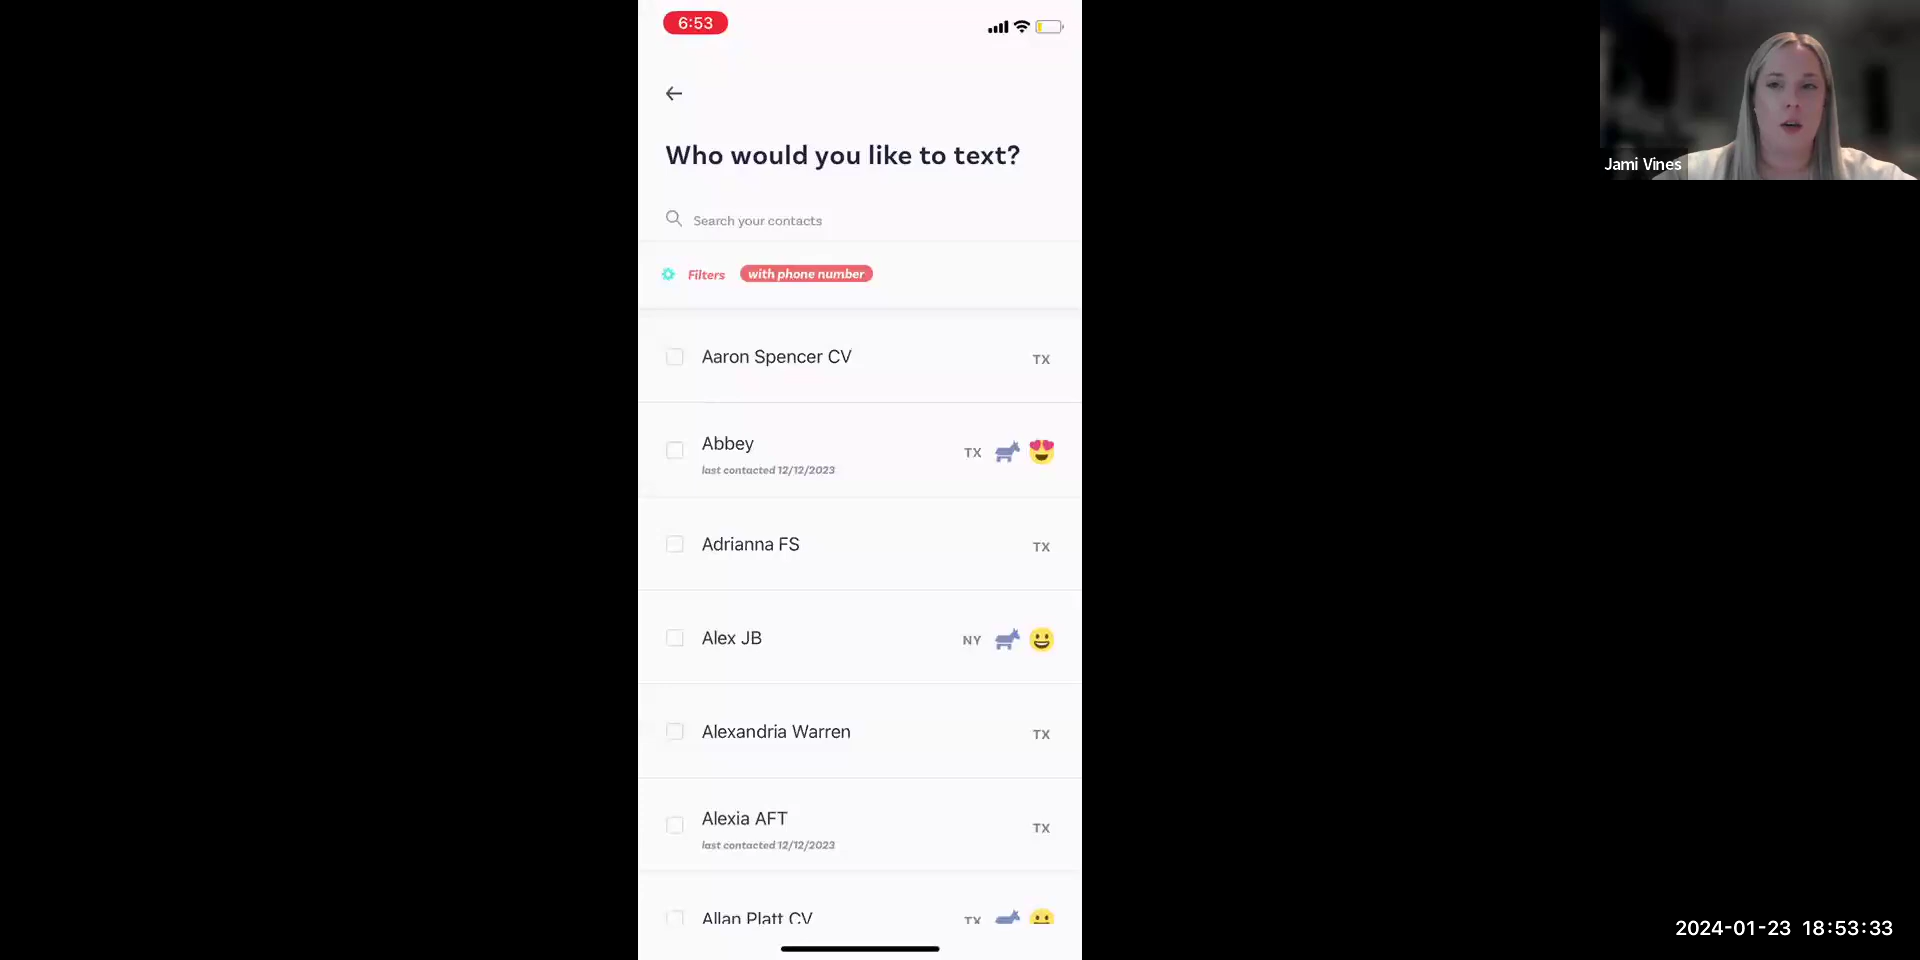 6:53
Who would you like to text?
Search your contacts
Filters with phone number
Aaron Spencer CV TX
Abbey TX
last contacted 12/12/2023
Adrianna FS TX
Alex JB NY
Alexandria Warren TX
Alexia AFT TX
last contacted 12/12/2023
Allan Platt CV TX
Jami Vines
2024-01-23 18:53:33